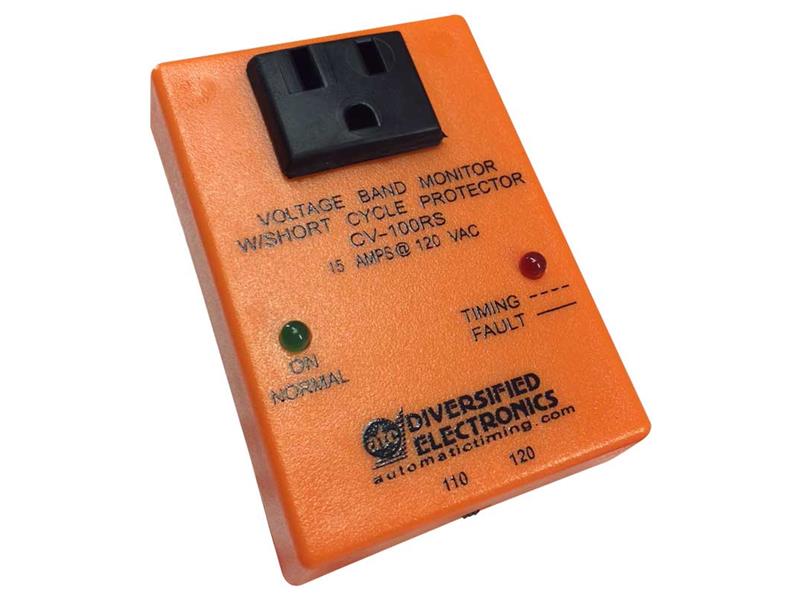 VOLTAGE BAND MONITOR
W/SHORT CYCLE PROTECTOR
CV-100RS
15 AMPS @ 120 VAC
TIMING ----
FAULT ——
ON
NORMAL
atc DIVERSIFIED
ELECTRONICS
automatictiming.com
110 120